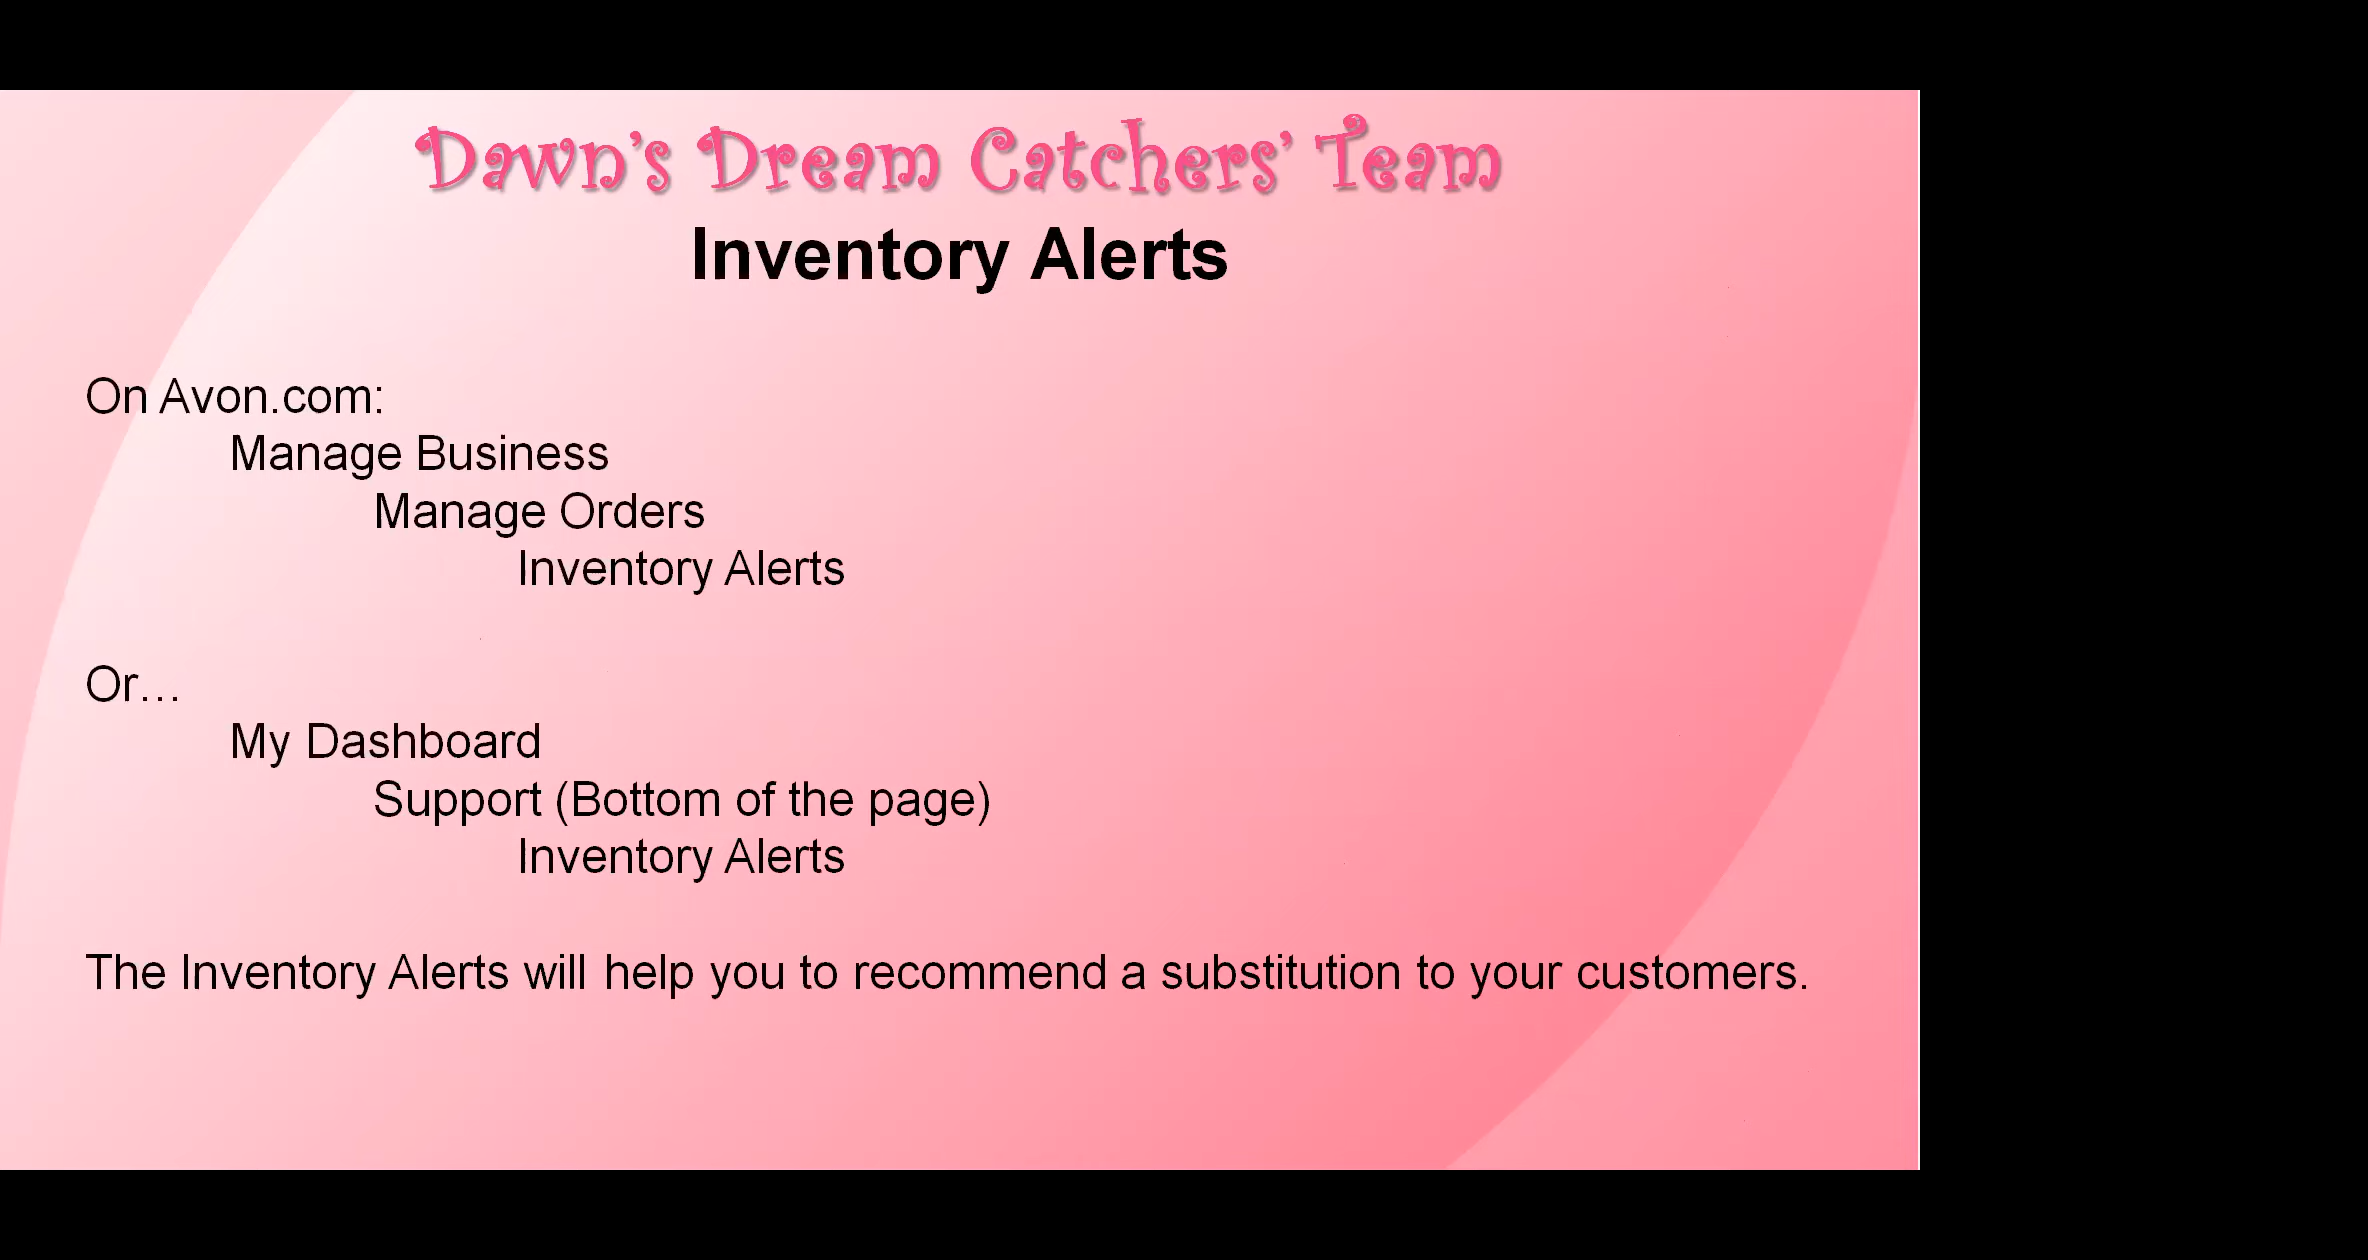 Dawn's Dream Catchers' Team
Inventory Alerts
On Avon.com:
Manage Business
Manage Orders
Inventory Alerts
Or...
My Dashboard
Support (Bottom of the page)
Inventory Alerts
The Inventory Alerts will help you to recommend a substitution to your customers.